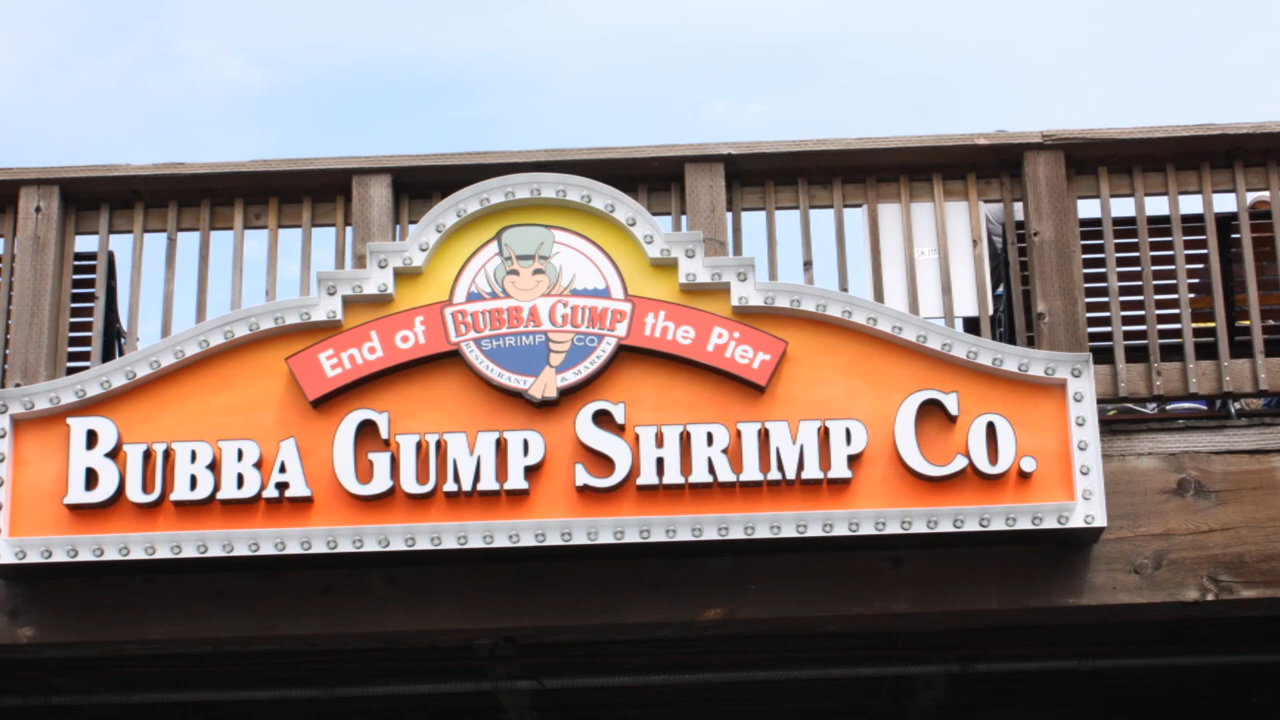 End of
BUBBA GUMP
SHRIMP CO.
RESTAURANT & MARKET
the Pier
BUBBA GUMP SHRIMP CO.